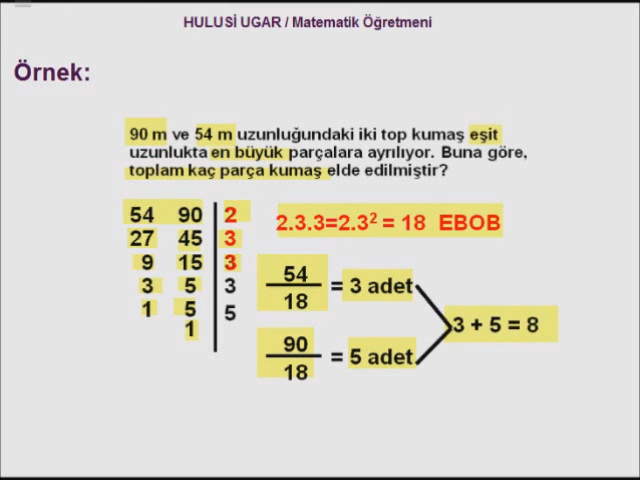 HULUSİ UGAR / Matematik Öğretmeni
Örnek:
90 m ve 54 m uzunluğundaki iki top kumaş eşit
uzunlukta en büyük parçalara ayrılıyor. Buna göre,
toplam kaç parça kumaş elde edilmiştir?
54 90 2
27 45 3
9 15 3
3 5 3
1 5 5
1
2.3.3=2.3² = 18 EBOB
54
18
= 3 adet
90
18
= 5 adet
3 + 5 = 8